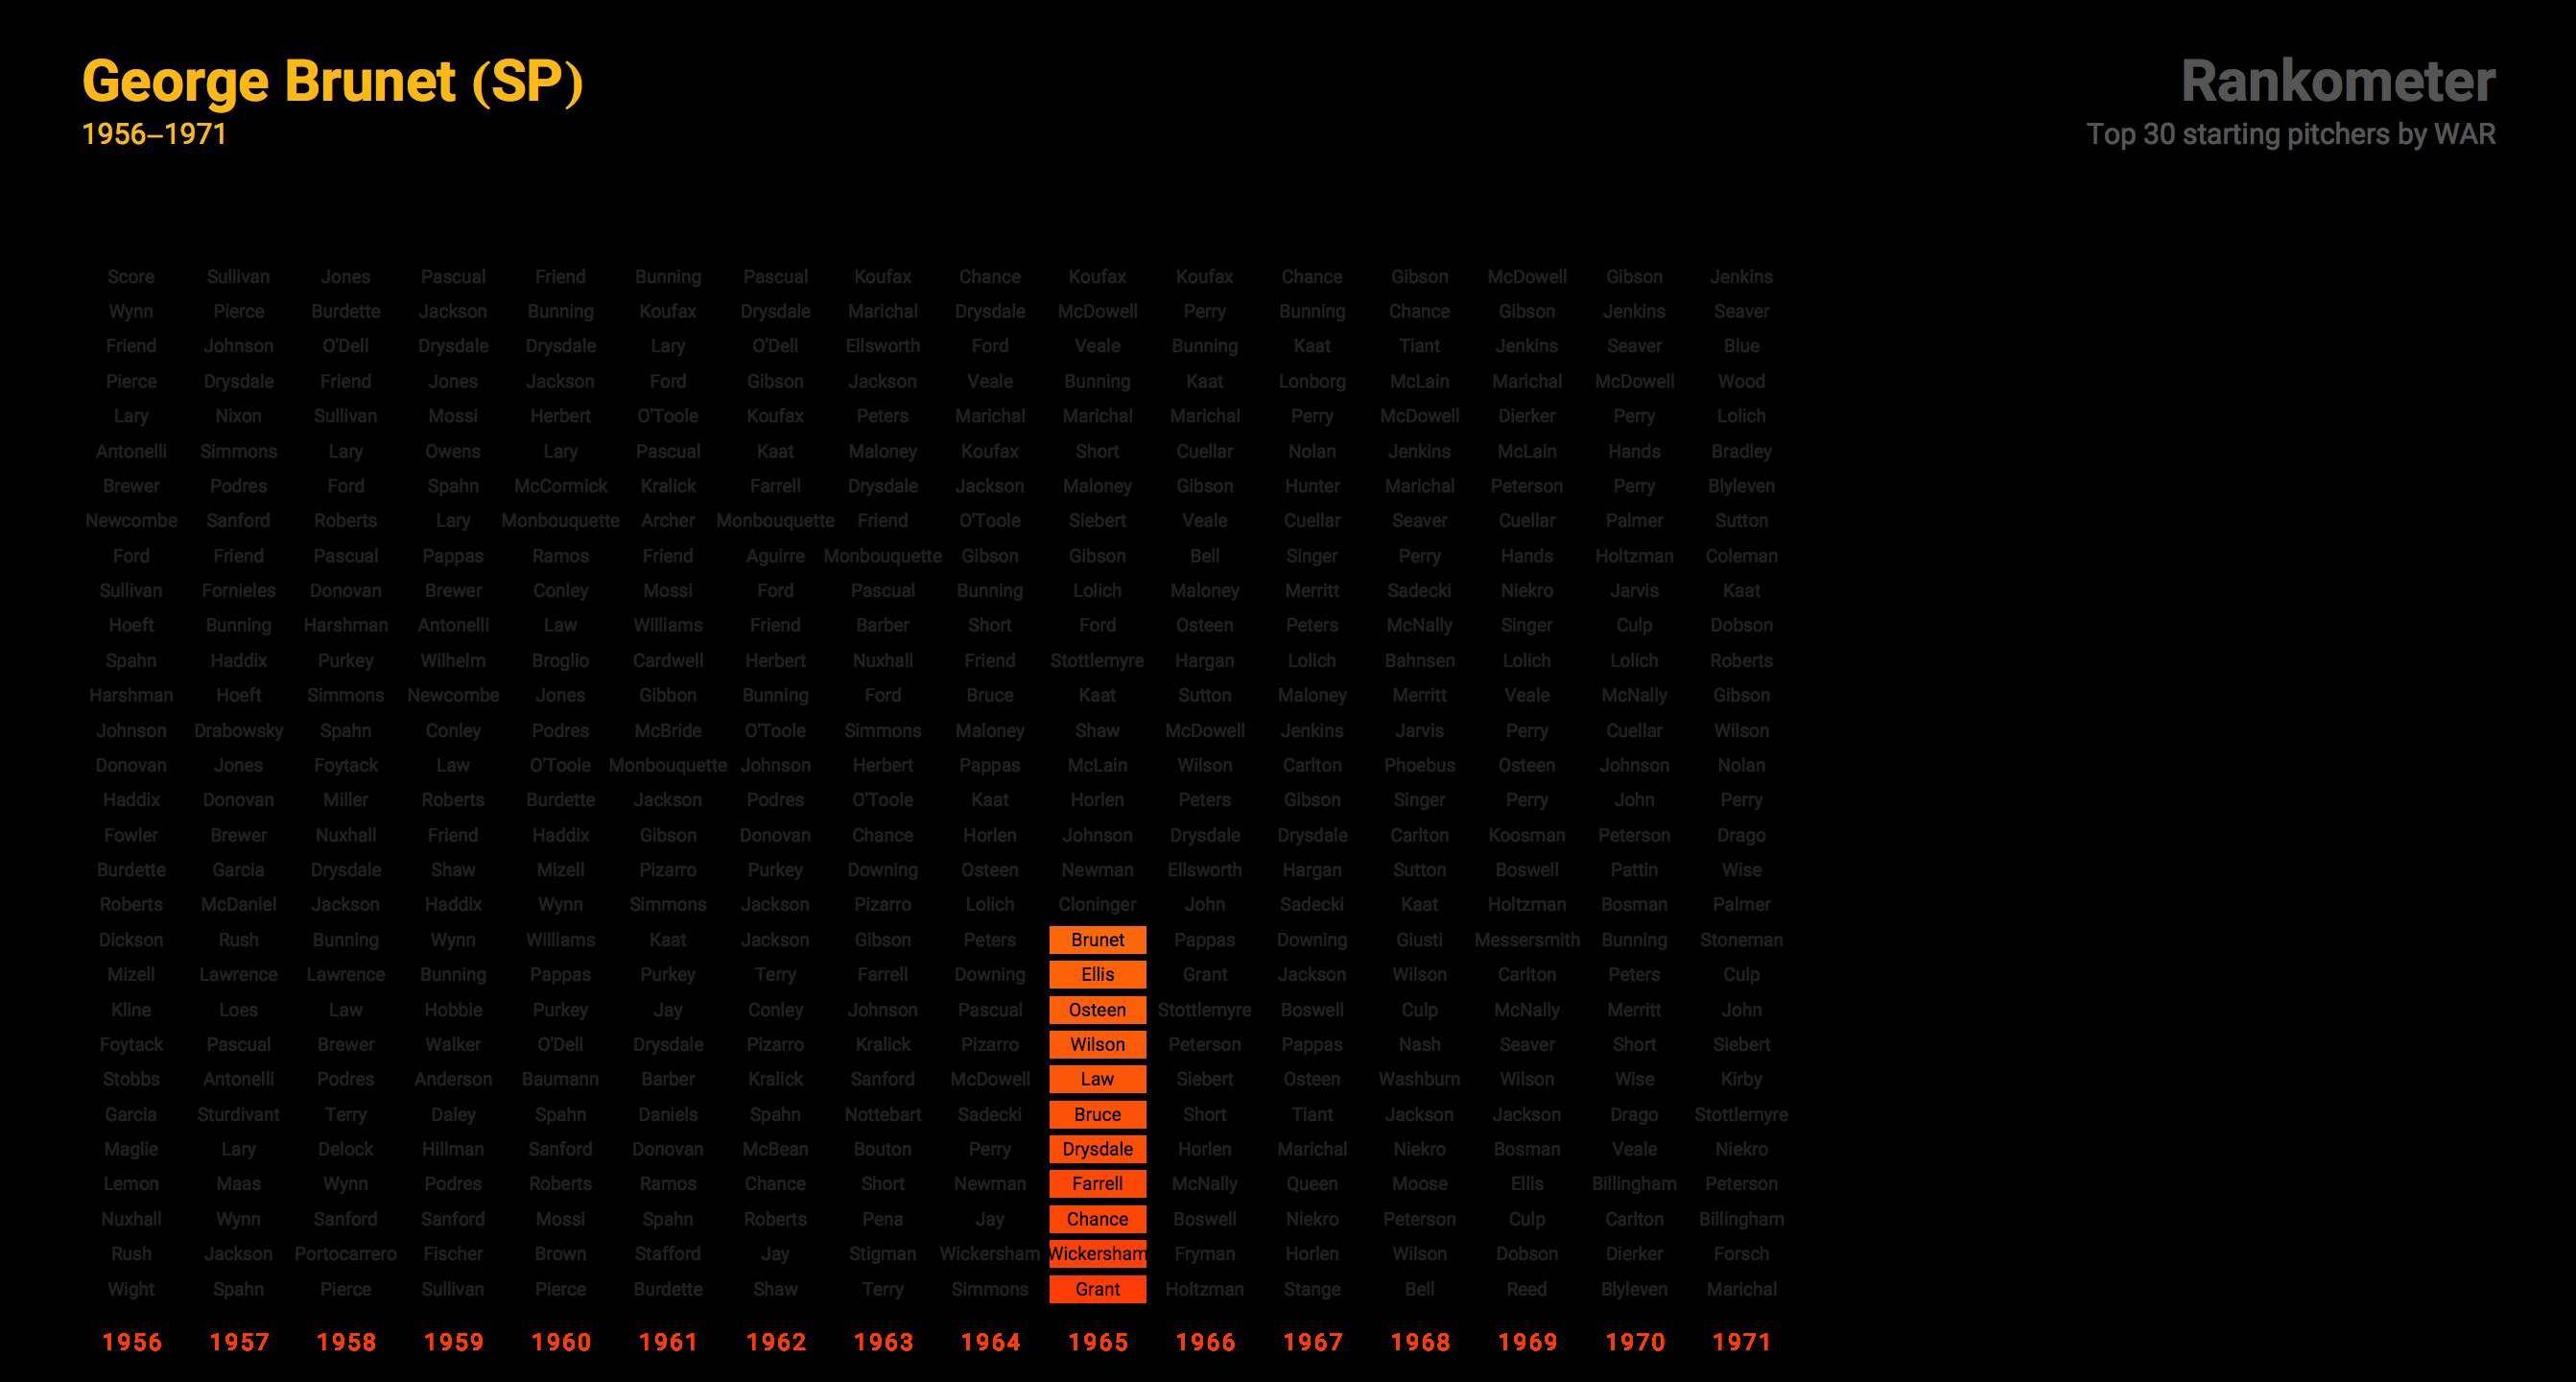 George Brunet (SP)
1956–1971
Rankometer
Top 30 starting pitchers by WAR
Score Sullivan Jones Pascual Friend Bunning Pascual Koufax Chance Koufax Koufax Chance Gibson McDowell Gibson Jenkins
Wynn Pierce Burdette Jackson Bunning Koufax Drysdale Marichal Drysdale McDowell Perry Bunning Chance Gibson Jenkins Seaver
Friend Johnson O'Dell Drysdale Drysdale Lary O'Dell Ellsworth Ford Veale Bunning Kaat Tiant Jenkins Seaver Blue
Pierce Drysdale Friend Jones Jackson Ford Gibson Jackson Veale Bunning Kaat Lonborg McLain Marichal McDowell Wood
Lary Nixon Sullivan Mossi Herbert O'Toole Koufax Peters Marichal Marichal Marichal Perry McDowell Dierker Perry Lolich
Antonelli Simmons Lary Owens Lary Pascual Kaat Maloney Koufax Short Cuellar Nolan Jenkins McLain Hands Bradley
Brewer Podres Ford Spahn McCormick Kralick Farrell Drysdale Jackson Maloney Gibson Hunter Marichal Peterson Perry Blyleven
Newcombe Sanford Roberts Lary Monbouquette Archer Monbouquette Friend O'Toole Siebert Veale Cuellar Seaver Cuellar Palmer Sutton
Ford Friend Pascual Pappas Ramos Friend Aguirre Monbouquette Gibson Gibson Bell Singer Perry Hands Holtzman Coleman
Sullivan Fornieles Donovan Brewer Conley Mossi Ford Pascual Bunning Lolich Maloney Merritt Sadecki Niekro Jarvis Kaat
Hoeft Bunning Harshman Antonelli Law Williams Friend Barber Short Ford Osteen Peters McNally Singer Culp Dobson
Spahn Haddix Purkey Wilhelm Broglio Cardwell Herbert Nuxhall Friend Stottlemyre Hargan Lolich Bahnsen Lolich Lolich Roberts
Harshman Hoeft Simmons Newcombe Jones Gibbon Bunning Ford Bruce Kaat Sutton Maloney Merritt Veale McNally Gibson
Johnson Drabowsky Spahn Conley Podres McBride O'Toole Simmons Maloney Shaw McDowell Jenkins Jarvis Perry Cuellar Wilson
Donovan Jones Foytack Law O'Toole Monbouquette Johnson Herbert Pappas McLain Wilson Carlton Phoebus Osteen Johnson Nolan
Haddix Donovan Miller Roberts Burdette Jackson Podres O'Toole Kaat Horlen Peters Gibson Singer Perry John Perry
Fowler Brewer Nuxhall Friend Haddix Gibson Donovan Chance Horlen Johnson Drysdale Drysdale Carlton Koosman Peterson Drago
Burdette Garcia Drysdale Shaw Mizell Pizarro Purkey Downing Osteen Newman Ellsworth Hargan Sutton Boswell Pattin Wise
Roberts McDaniel Jackson Haddix Wynn Simmons Jackson Pizarro Lolich Cloninger John Sadecki Kaat Holtzman Bosman Palmer
Dickson Rush Bunning Wynn Williams Kaat Jackson Gibson Peters Brunet Pappas Downing Giusti Messersmith Bunning Stoneman
Mizell Lawrence Lawrence Bunning Pappas Purkey Terry Farrell Downing Ellis Grant Jackson Wilson Carlton Peters Culp
Kline Loes Law Hobbie Purkey Jay Conley Johnson Pascual Osteen Stottlemyre Boswell Culp McNally Merritt John
Foytack Pascual Brewer Walker O'Dell Drysdale Pizarro Kralick Pizarro Wilson Peterson Pappas Nash Seaver Short Siebert
Stobbs Antonelli Podres Anderson Baumann Barber Kralick Sanford McDowell Law Siebert Osteen Washburn Wilson Wise Kirby
Garcia Sturdivant Terry Daley Spahn Daniels Spahn Nottebart Sadecki Bruce Short Tiant Jackson Jackson Drago Stottlemyre
Maglie Lary Delock Hillman Sanford Donovan McBean Bouton Perry Drysdale Horlen Marichal Niekro Bosman Veale Niekro
Lemon Maas Wynn Podres Roberts Ramos Chance Short Newman Farrell McNally Queen Moose Ellis Billingham Peterson
Nuxhall Wynn Sanford Sanford Mossi Spahn Roberts Pena Jay Chance Boswell Niekro Peterson Culp Carlton Billingham
Rush Jackson Portocarrero Fischer Brown Stafford Jay Stigman Wickersham Wickersham Fryman Horlen Wilson Dobson Dierker Forsch
Wight Spahn Pierce Sullivan Pierce Burdette Shaw Terry Simmons Grant Holtzman Stange Bell Reed Blyleven Marichal
1956 1957 1958 1959 1960 1961 1962 1963 1964 1965 1966 1967 1968 1969 1970 1971